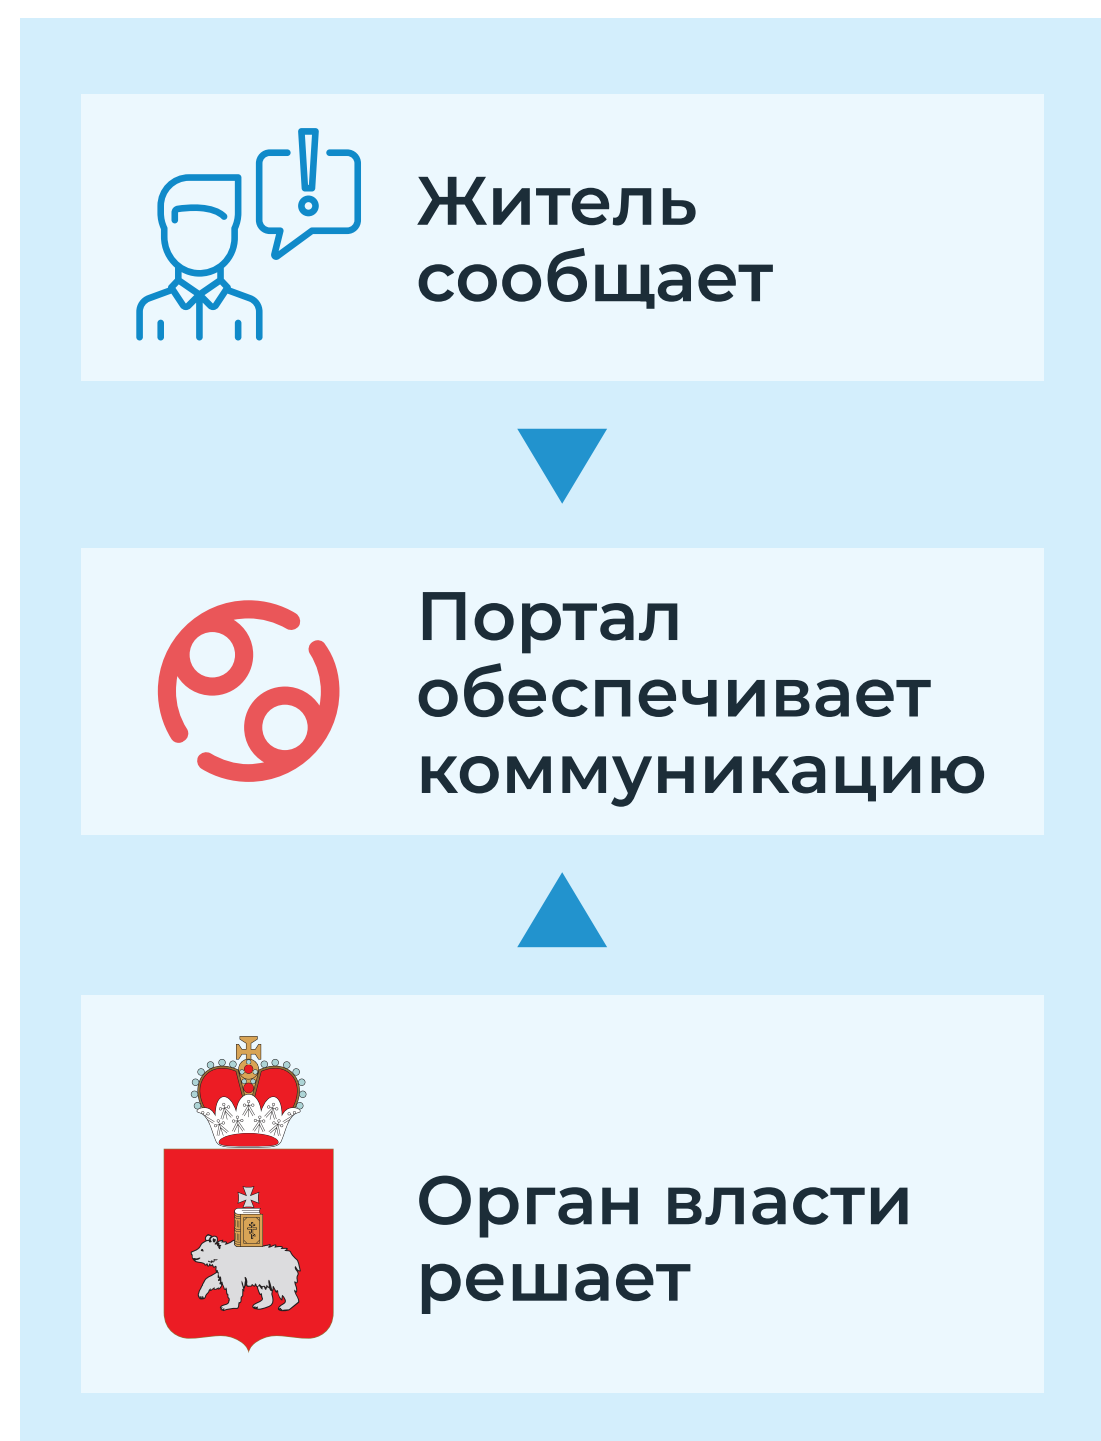 Житель
сообщает
Портал
обеспечивает
коммуникацию
Орган власти
решает